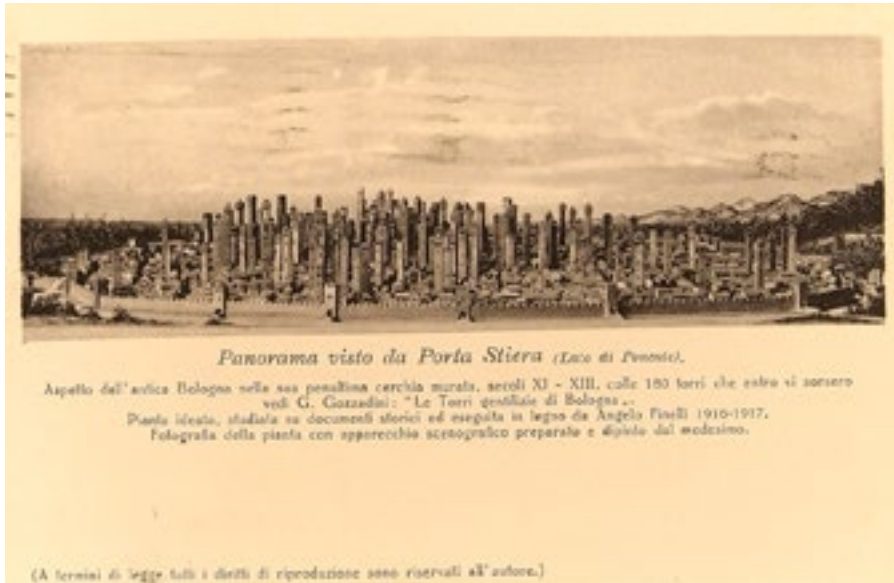 Panorama visto da Porta Stiera (Lato di Ponente).
Aspetto dell'antica Bologna nella sua penultima cerchia murata, secoli XI - XIII, colle 180 torri che entro vi sorsero
vedi G. Gozzadini: "Le Torri gentilizie di Bologna„.
Pianta ideata, studiata su documenti storici ed eseguita in legno da Angelo Finelli 1916-1917.
Fotografia della pianta con apparecchio scenografico preparato e dipinto dal medesimo.
(A termini di legge tutti i diritti di riproduzione sono riservati all'autore.)